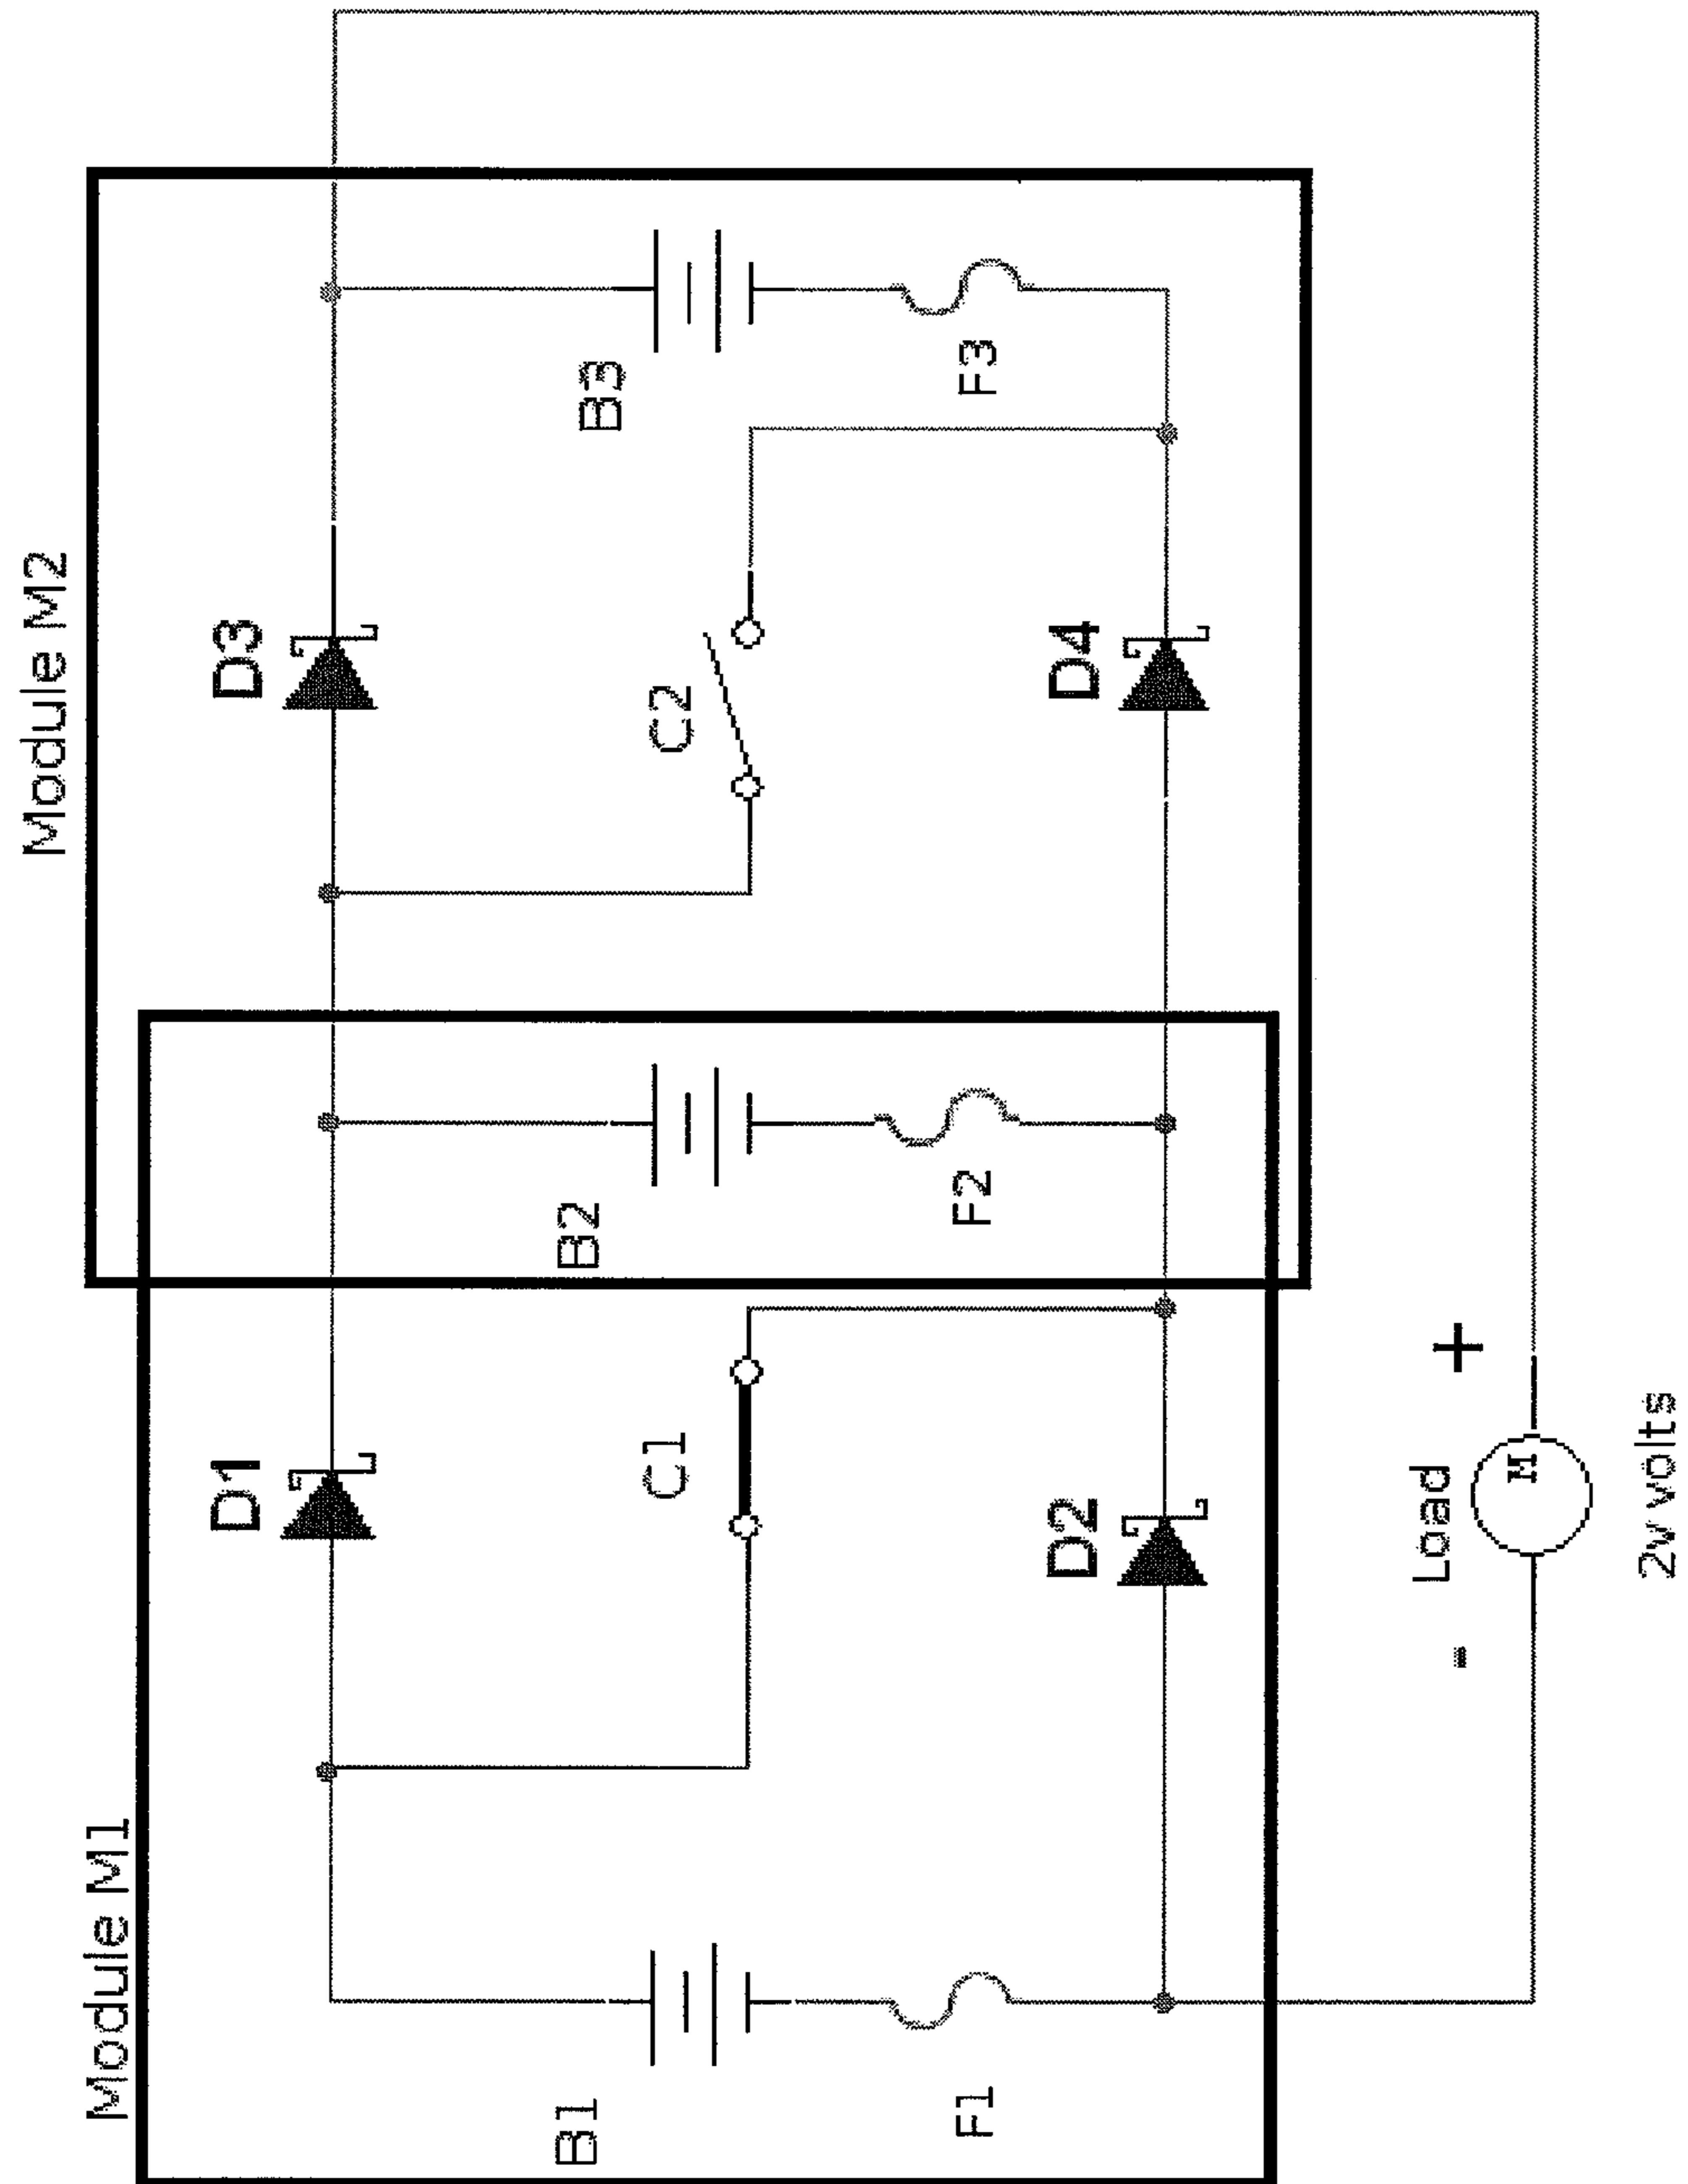 Module M2
Module M1
D1
D3
B1
B2
B3
C1
C2
F1
F2
F3
D2
D4
Load
- +
M
2v volts